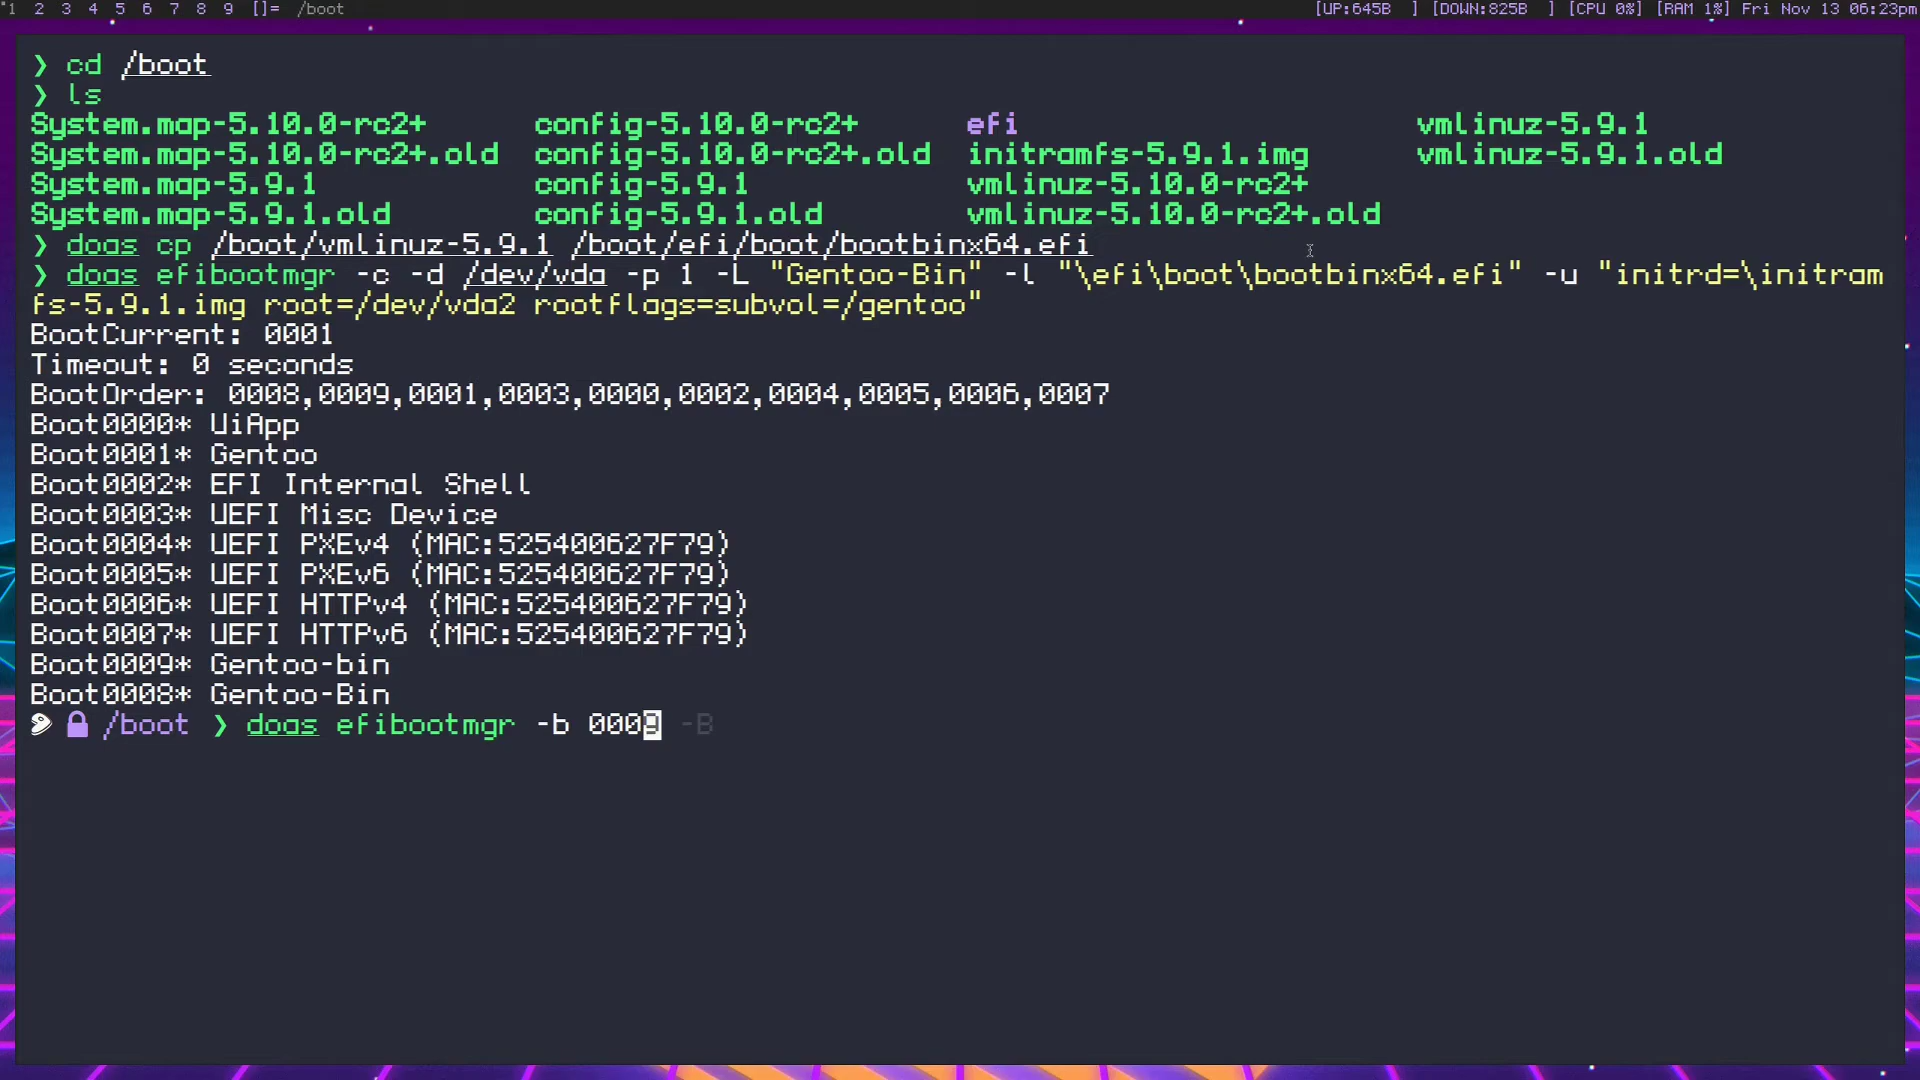 1 2 3 4 5 6 7 8 9 []= /boot [UP:645B ] [DOWN:825B ] [CPU 0%] [RAM 1%] Fri Nov 13 06:23pm
❯ cd /boot
❯ ls
System.map-5.10.0-rc2+ config-5.10.0-rc2+ efi vmlinuz-5.9.1
System.map-5.10.0-rc2+.old config-5.10.0-rc2+.old initramfs-5.9.1.img vmlinuz-5.9.1.old
System.map-5.9.1 config-5.9.1 vmlinuz-5.10.0-rc2+
System.map-5.9.1.old config-5.9.1.old vmlinuz-5.10.0-rc2+.old
❯ doas cp /boot/vmlinuz-5.9.1 /boot/efi/boot/bootbinx64.efi
❯ doas efibootmgr -c -d /dev/vda -p 1 -L "Gentoo-Bin" -l "\efi\boot\bootbinx64.efi" -u "initrd=\initram
fs-5.9.1.img root=/dev/vda2 rootflags=subvol=/gentoo"
BootCurrent: 0001
Timeout: 0 seconds
BootOrder: 0008,0009,0001,0003,0000,0002,0004,0005,0006,0007
Boot0000* UiApp
Boot0001* Gentoo
Boot0002* EFI Internal Shell
Boot0003* UEFI Misc Device
Boot0004* UEFI PXEv4 (MAC:525400627F79)
Boot0005* UEFI PXEv6 (MAC:525400627F79)
Boot0006* UEFI HTTPv4 (MAC:525400627F79)
Boot0007* UEFI HTTPv6 (MAC:525400627F79)
Boot0009* Gentoo-bin
Boot0008* Gentoo-Bin
/boot ❯ doas efibootmgr -b 0009 -B